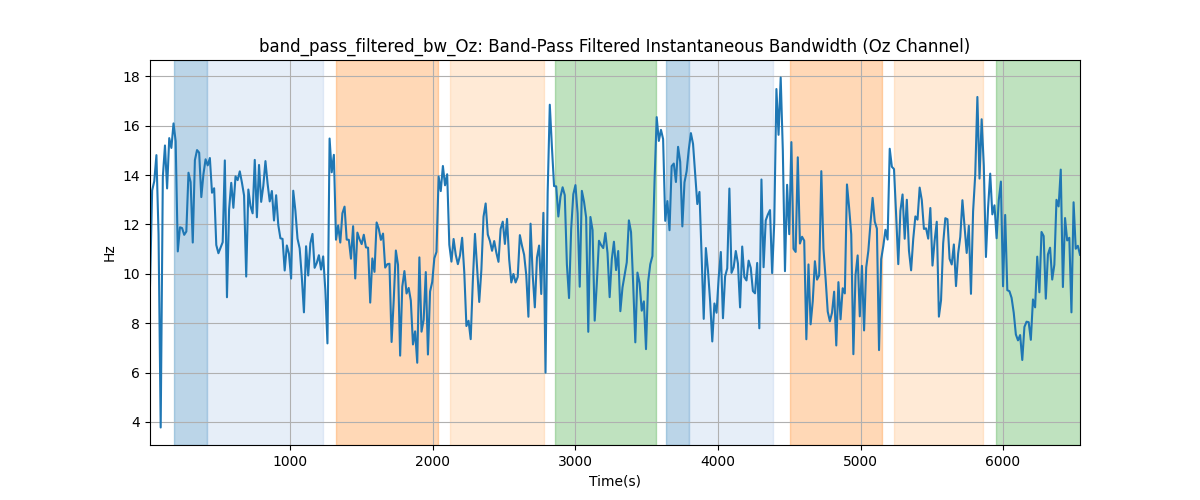 band_pass_filtered_bw_Oz: Band-Pass Filtered Instantaneous Bandwidth (Oz Channel)
18
16
14
12
10
8
6
4
Hz
1000 2000 3000 4000 5000 6000
Time(s)